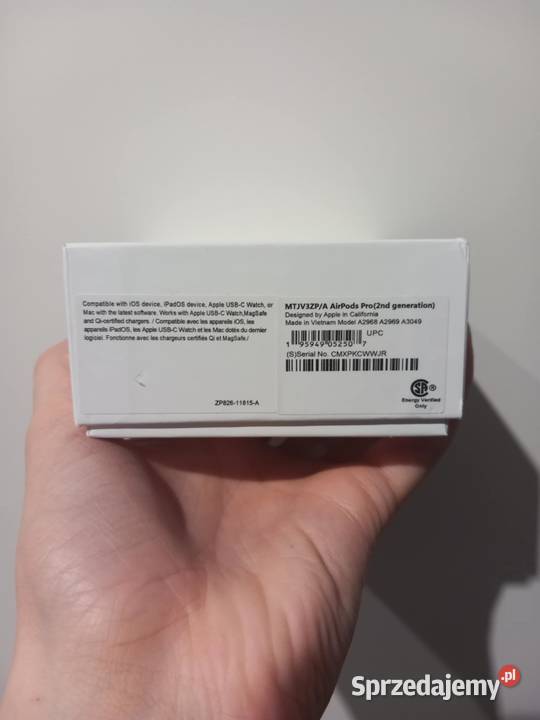 Compatible with iOS device, iPadOS device, Apple USB-C Watch, or
Mac with the latest software. Works with Apple USB-C Watch,MagSafe
and Qi-certified chargers. / Compatible avec les appareils iOS, les
appareils iPadOS, les Apple USB-C Watch et les Mac dotés du dernier
logiciel. Fonctionne avec les chargeurs certifiés Qi et MagSafe./
ZP826-11815-A
MTJV3ZP/A AirPods Pro(2nd generation)
Designed by Apple in California
Made in Vietnam Model A2968 A2969 A3049
UPC
1 95949 05250 7
(S)Serial No. CMXPKCWWJR
SA ®
Energy Verified
Only
Sprzedajemy.pl